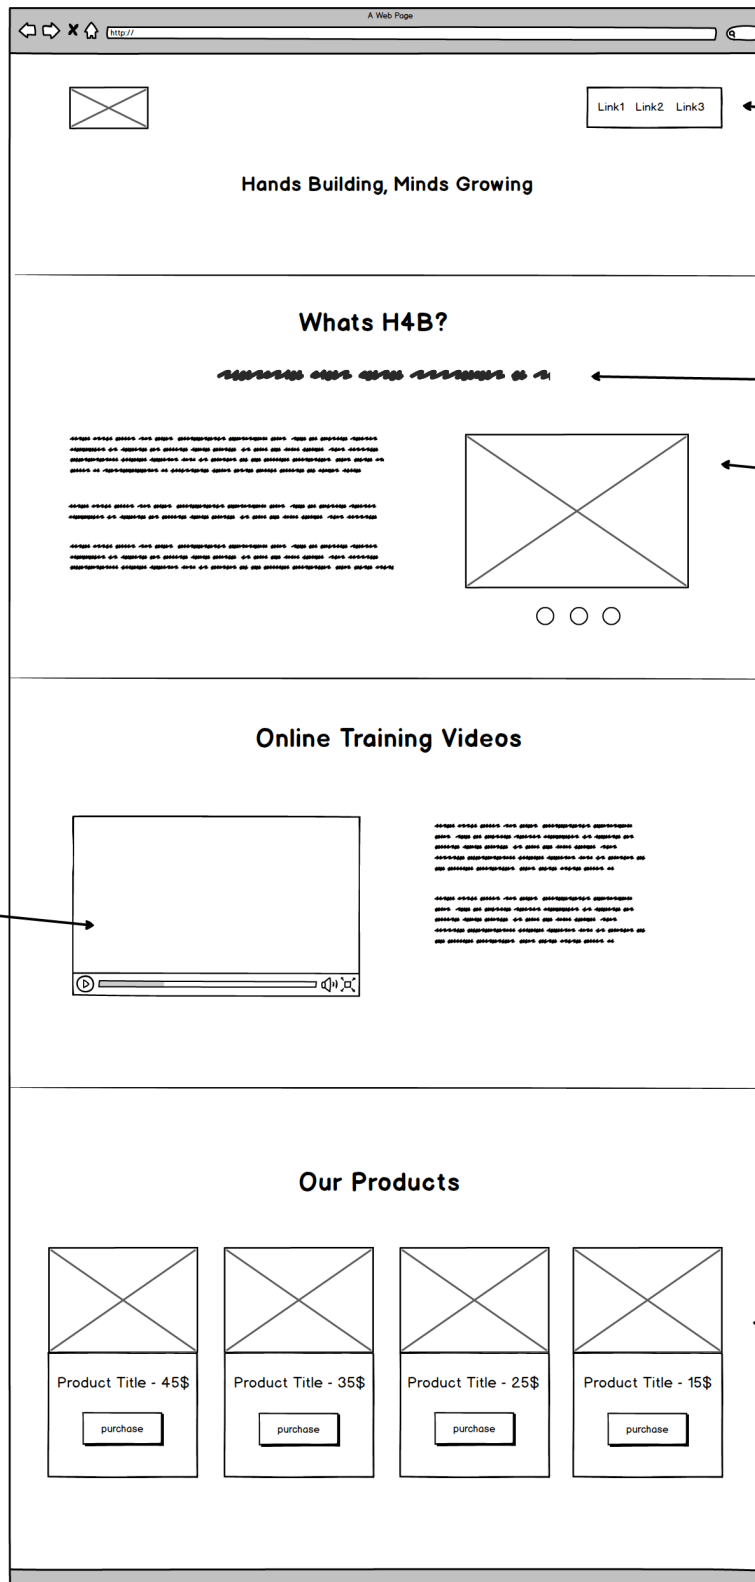 A Web Page
http://
Link1 Link2 Link3
Hands Building, Minds Growing
Whats H4B?
Online Training Videos
Our Products
Product Title - 45$ Product Title - 35$ Product Title - 25$ Product Title - 15$
purchase purchase purchase purchase